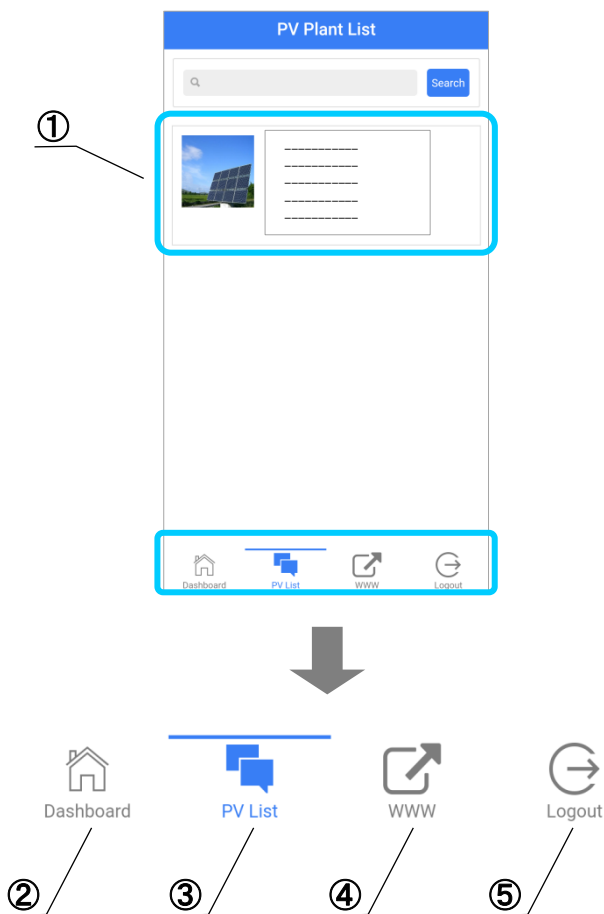 PV Plant List
Search
①
-----------
-----------
-----------
-----------
-----------
Dashboard PV List WWW Logout
Dashboard PV List WWW Logout
② ③ ④ ⑤